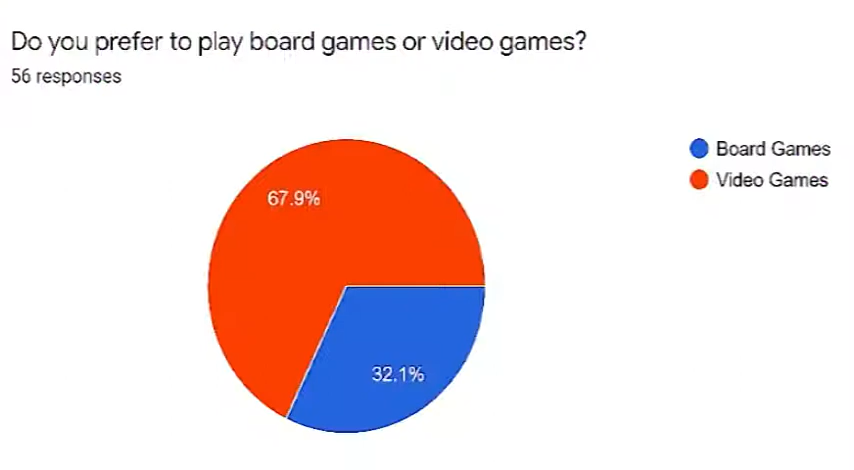 Do you prefer to play board games or video games?
56 responses
Board Games
Video Games
67.9%
32.1%